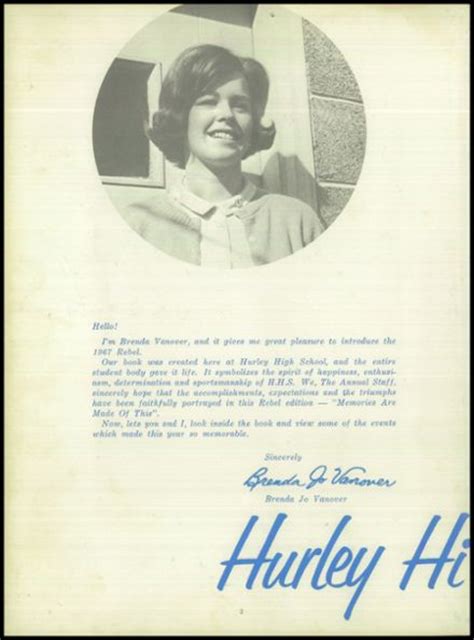 Hello!
I'm Brenda Vanover, and it gives me great pleasure to introduce the
1967 Rebel.
Our book was created here at Hurley High School, and the entire
student body gave it life. It symbolizes the spirit of happiness, enthusi-
asm, determination and sportsmanship of H.H.S. We, The Annual Staff,
sincerely hope that the accomplishments, expectations and the triumphs
have been faithfully portrayed in this Rebel edition — "Memories Are
Made Of This".
Now, lets you and I, look inside the book and view some of the events
which made this year so memorable.
Sincerely
Brenda Jo Vanover
Brenda Jo Vanover
Hurley Hi
2